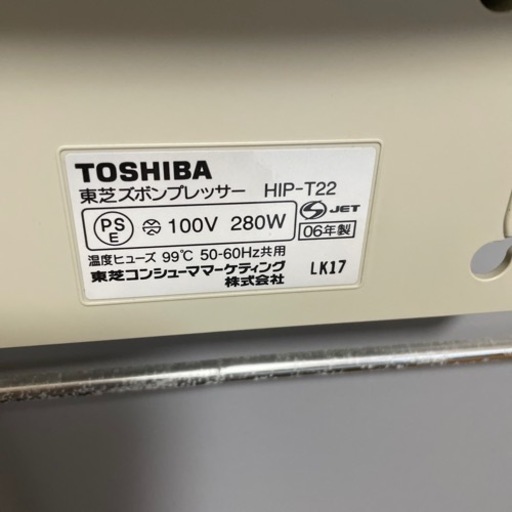 TOSHIBA
東芝ズボンプレッサー HIP-T22
PSE 100V 280W
S JET
06年製
温度ヒューズ 99℃ 50-60Hz共用
東芝コンシューママーケティング
株式会社
LK17